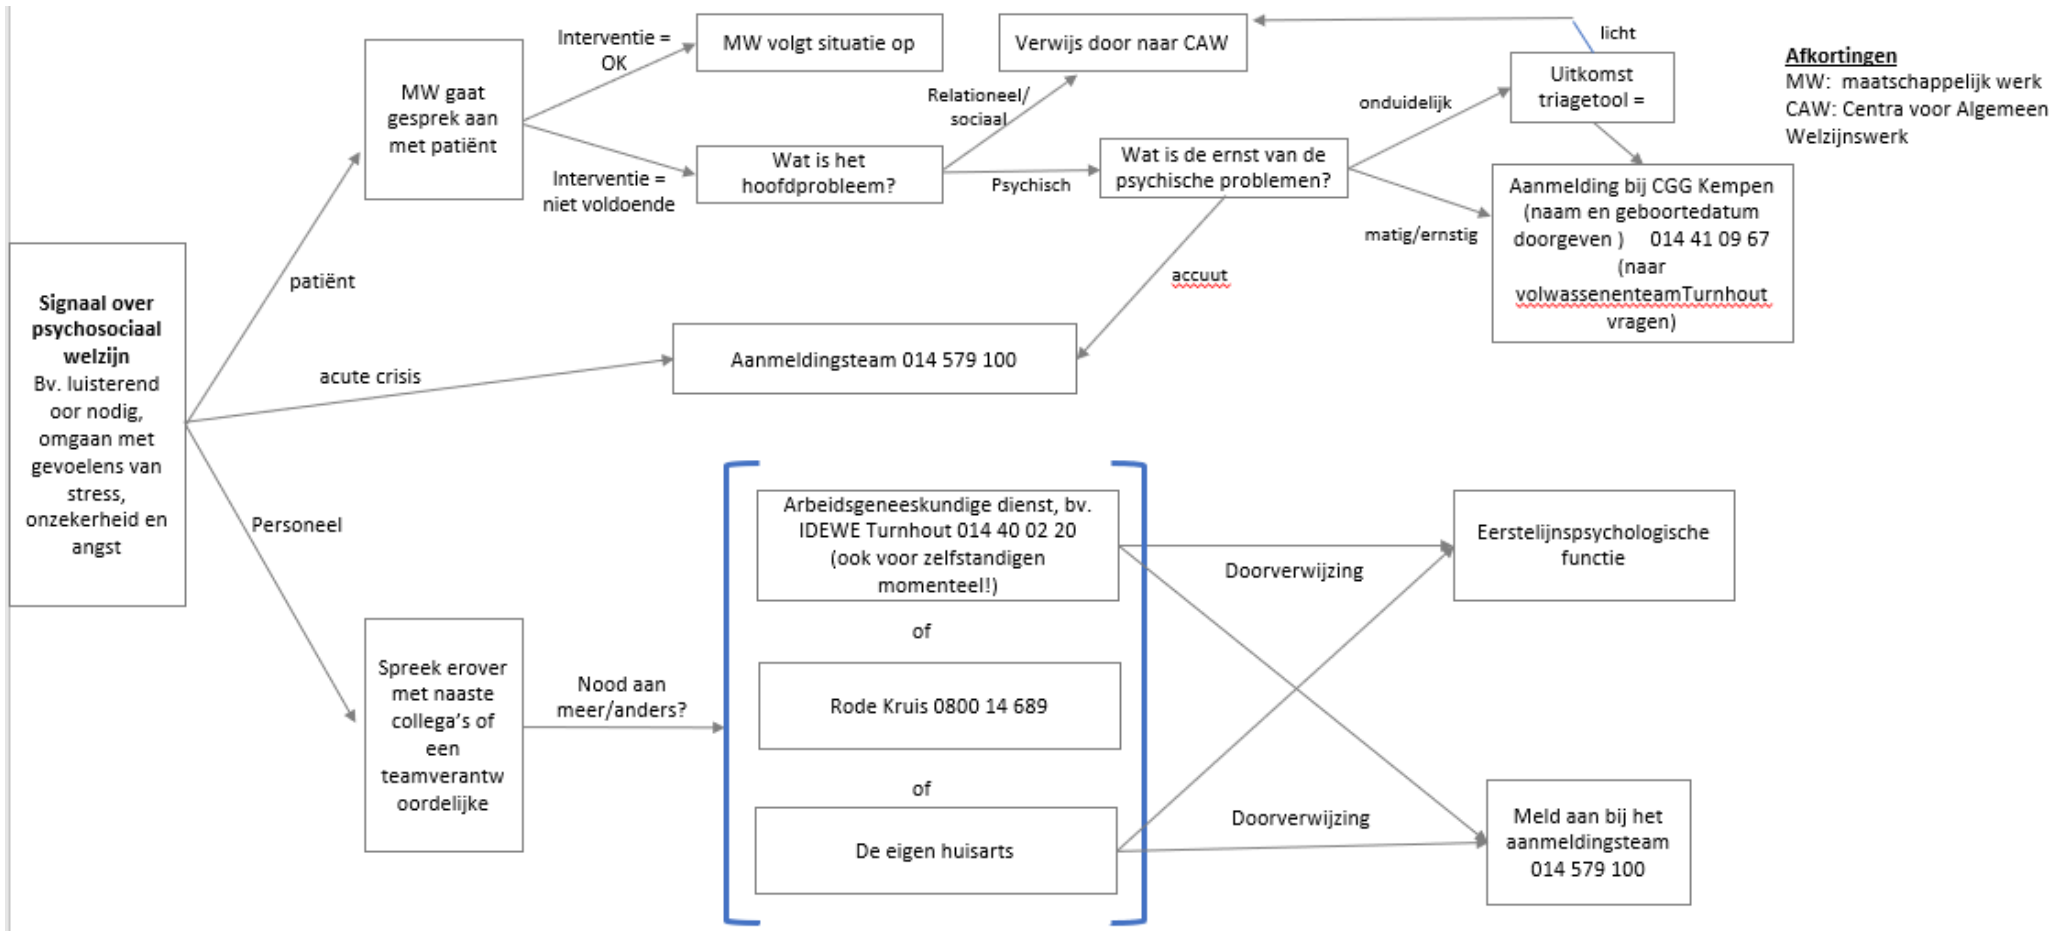 Signaal over
psychosociaal
welzijn
Bv. luisterend
oor nodig,
omgaan met
gevoelens van
stress,
onzekerheid en
angst
patiënt
acute crisis
Personeel
MW gaat
gesprek aan
met patiënt
Interventie =
OK
Interventie =
niet voldoende
MW volgt situatie op
Wat is het
hoofdprobleem?
Relationeel/
sociaal
Psychisch
Verwijs door naar CAW
Wat is de ernst van de
psychische problemen?
onduidelijk
matig/ernstig
accuut
licht
Uitkomst
triagetool =
Aanmelding bij CGG Kempen
(naam en geboortedatum
doorgeven ) 014 41 09 67
(naar
volwassenenteamTurnhout
vragen)
Afkortingen
MW: maatschappelijk werk
CAW: Centra voor Algemeen
Welzijnswerk
Aanmeldingsteam 014 579 100
Spreek erover
met naaste
collega's of
een
teamverantw
oordelijke
Nood aan
meer/anders?
Arbeidsgeneeskundige dienst, bv.
IDEWE Turnhout 014 40 02 20
(ook voor zelfstandigen
momenteel!)
of
Rode Kruis 0800 14 689
of
De eigen huisarts
Doorverwijzing
Doorverwijzing
Eerstelijnspsychologische
functie
Meld aan bij het
aanmeldingsteam
014 579 100